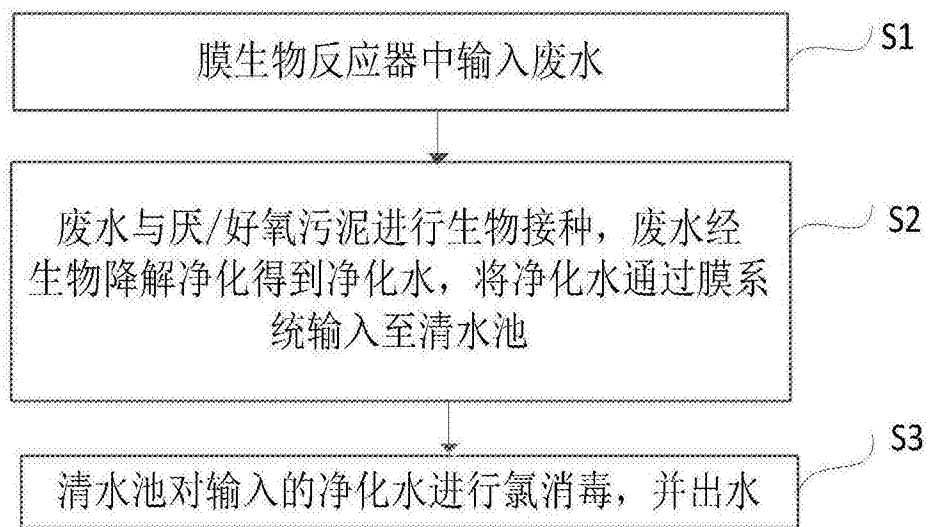 膜生物反应器中输入废水
S1
废水与厌/好氧污泥进行生物接种，废水经
生物降解净化得到净化水，将净化水通过膜系
统输入至清水池
S2
清水池对输入的净化水进行氯消毒，并出水
S3